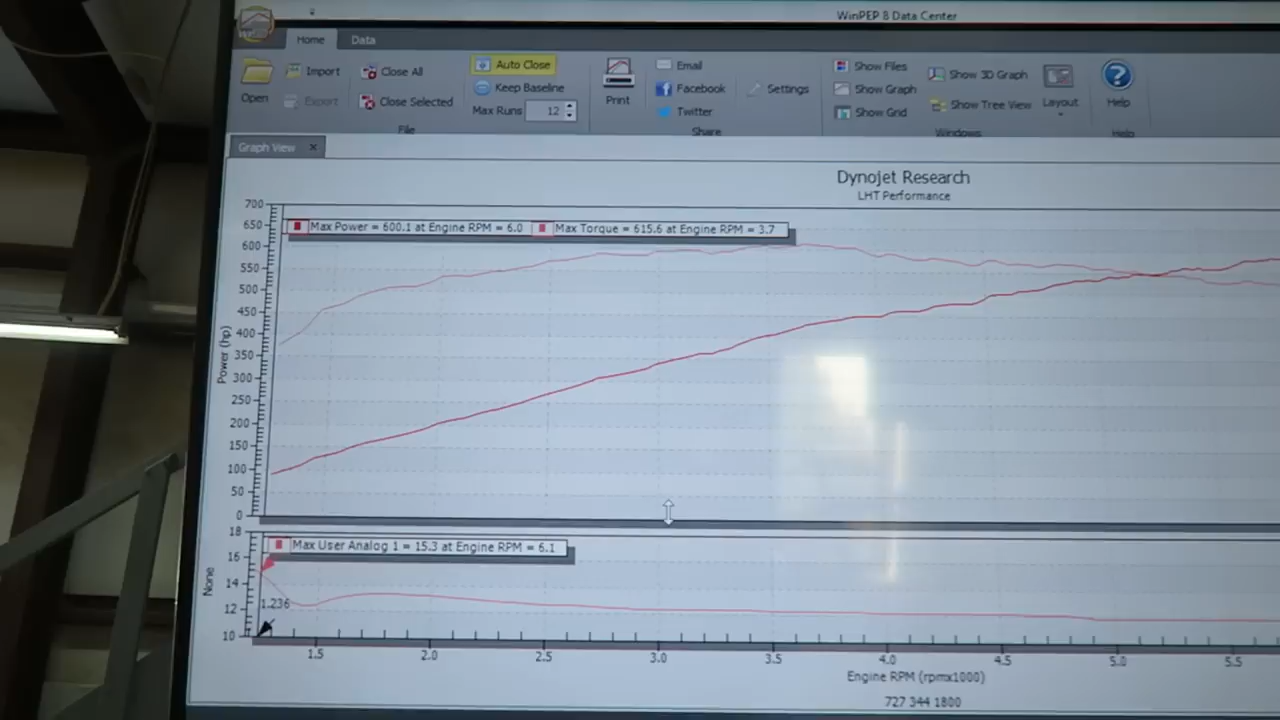 WinPEP 8 Data Center
Home Data
Open
Import
Export
Close All
Close Selected
File
Auto Close
Keep Baseline
Max Runs 12
Print
Email
Facebook
Twitter
Settings
Share
Show Files
Show Graph
Show Grid
Show 3D Graph
Show Tree View
Layout
Windows
Help
Help
Graph View x
Dynojet Research
LHT Performance
Max Power = 600.1 at Engine RPM = 6.0 Max Torque = 615.6 at Engine RPM = 3.7
Power (hp)
700
650
600
550
500
450
400
350
300
250
200
150
100
50
0
Max User Analog 1 = 15.3 at Engine RPM = 6.1
None
18
16
14
12
10
1.236
1.5 2.0 2.5 3.0 3.5 4.0 4.5 5.0 5.5
Engine RPM (rpmx1000)
727 344 1800